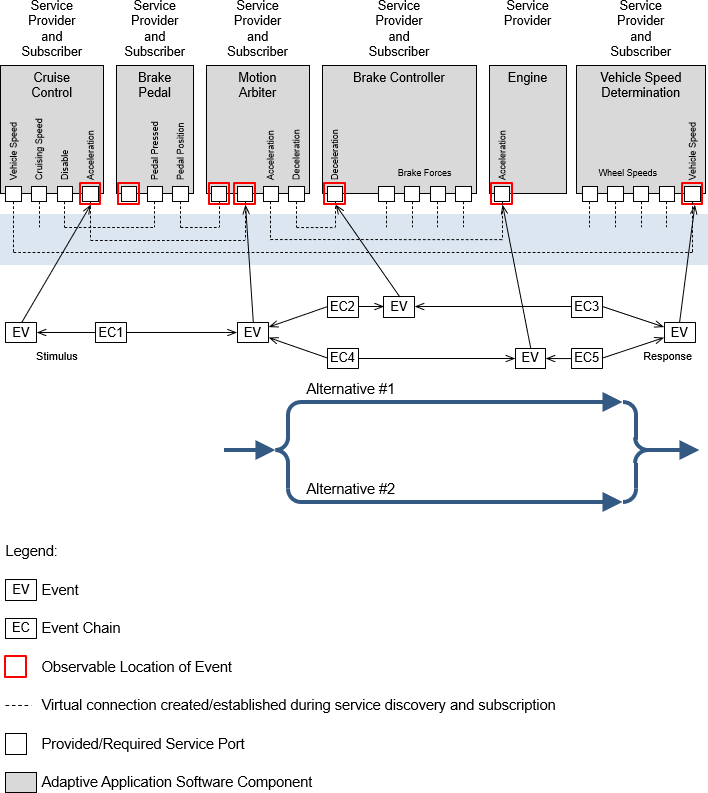 Service
Provider
and
Subscriber
Service
Provider
and
Subscriber
Service
Provider
and
Subscriber
Service
Provider
and
Subscriber
Service
Provider
Service
Provider
and
Subscriber
Cruise
Control
Brake
Pedal
Motion
Arbiter
Brake Controller
Engine
Vehicle Speed
Determination
Vehicle Speed
Cruising Speed
Disable
Acceleration
Pedal Pressed
Pedal Position
Acceleration
Deceleration
Deceleration
Brake Forces
Acceleration
Wheel Speeds
Vehicle Speed
EC2
EV
EC3
EV
EC1
EV
EV
Stimulus
EC4
EV
EC5
Response
Alternative #1
Alternative #2
Legend:
EV Event
EC Event Chain
Observable Location of Event
Virtual connection created/established during service discovery and subscription
Provided/Required Service Port
Adaptive Application Software Component